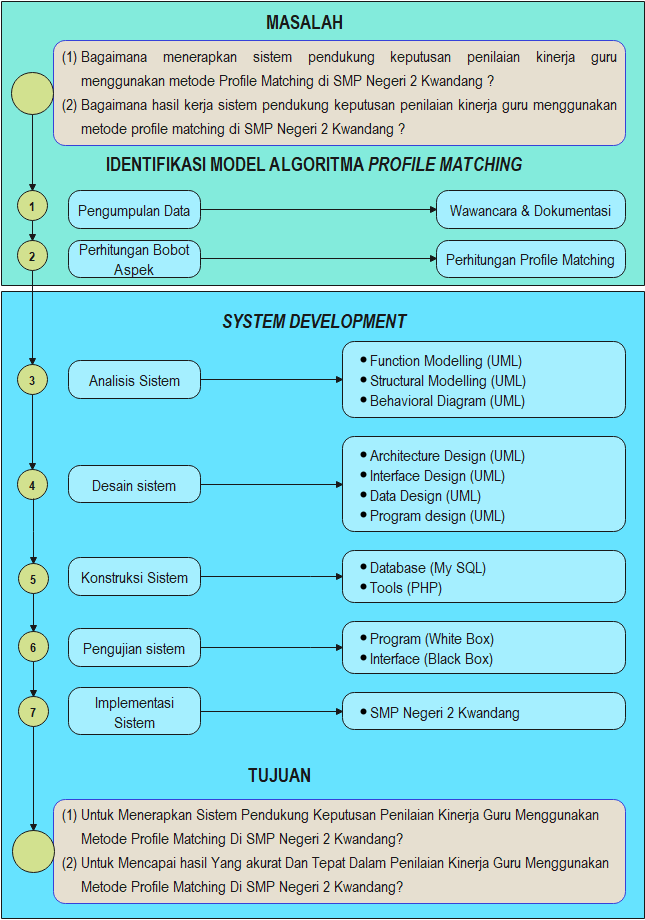 MASALAH
(1) Bagaimana menerapkan sistem pendukung keputusan penilaian kinerja guru
menggunakan metode Profile Matching di SMP Negeri 2 Kwandang ?
(2) Bagaimana hasil kerja sistem pendukung keputusan penilaian kinerja guru menggunakan
metode profile matching di SMP Negeri 2 Kwandang ?
IDENTIFIKASI MODEL ALGORITMA PROFILE MATCHING
1
Pengumpulan Data
Wawancara & Dokumentasi
2
Perhitungan Bobot
Aspek
Perhitungan Profile Matching
SYSTEM DEVELOPMENT
3
Analisis Sistem
• Function Modelling (UML)
• Structural Modelling (UML)
• Behavioral Diagram (UML)
4
Desain sistem
• Architecture Design (UML)
• Interface Design (UML)
• Data Design (UML)
• Program design (UML)
5
Konstruksi Sistem
• Database (My SQL)
• Tools (PHP)
6
Pengujian sistem
• Program (White Box)
• Interface (Black Box)
7
Implementasi
Sistem
• SMP Negeri 2 Kwandang
TUJUAN
(1) Untuk Menerapkan Sistem Pendukung Keputusan Penilaian Kinerja Guru Menggunakan
Metode Profile Matching Di SMP Negeri 2 Kwandang?
(2) Untuk Mencapai hasil Yang akurat Dan Tepat Dalam Penilaian Kinerja Guru Menggunakan
Metode Profile Matching Di SMP Negeri 2 Kwandang?